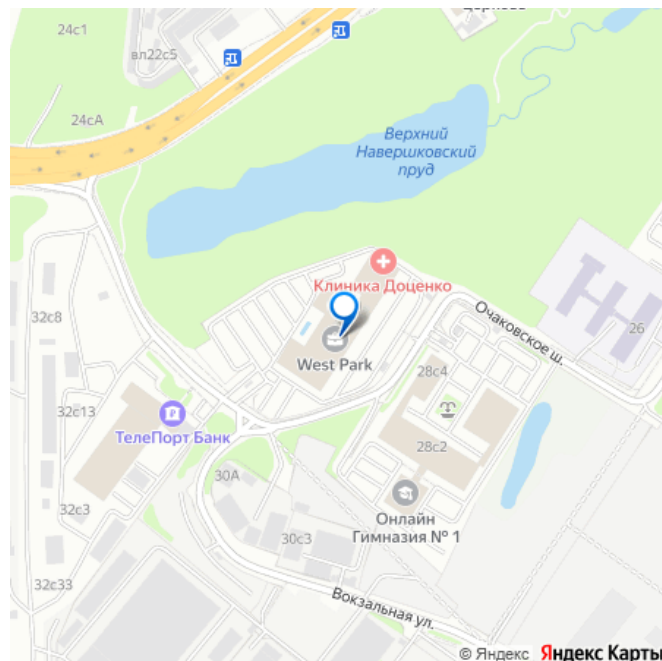 24с1
вл22с5
24сА
Верхний
Навершковский
пруд
Клиника Доценко
Очаковское ш.
26
32с8
West Park
28с4
32с13
ТелеПорт Банк
28с2
30А
32с3
Онлайн
Гимназия № 1
30с3
32с33
Вокзальная ул.
© Яндекс Яндекс Карты